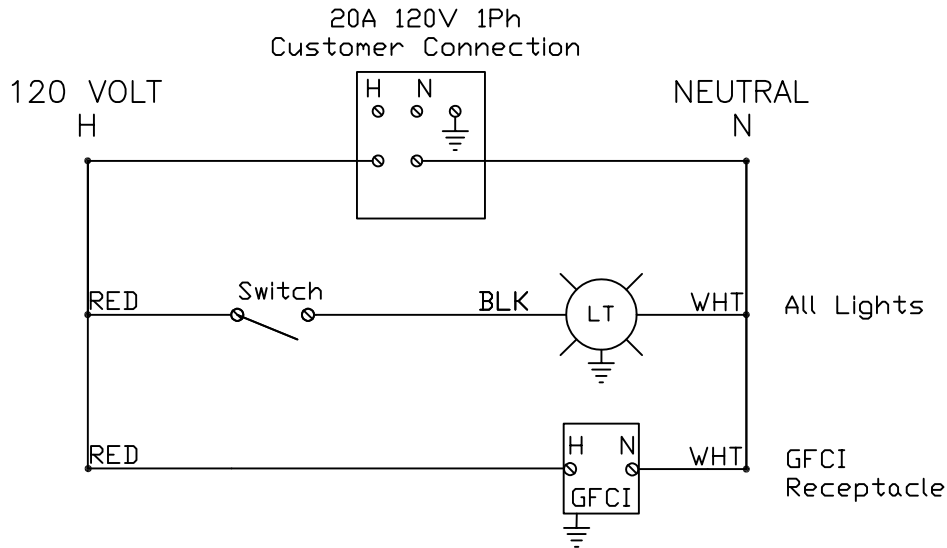 20A 120V 1Ph
Customer Connection
120 VOLT
H
H N
NEUTRAL
N
RED
Switch
BLK
LT
WHT
All Lights
RED
H N
GFCI
WHT
GFCI
Receptacle